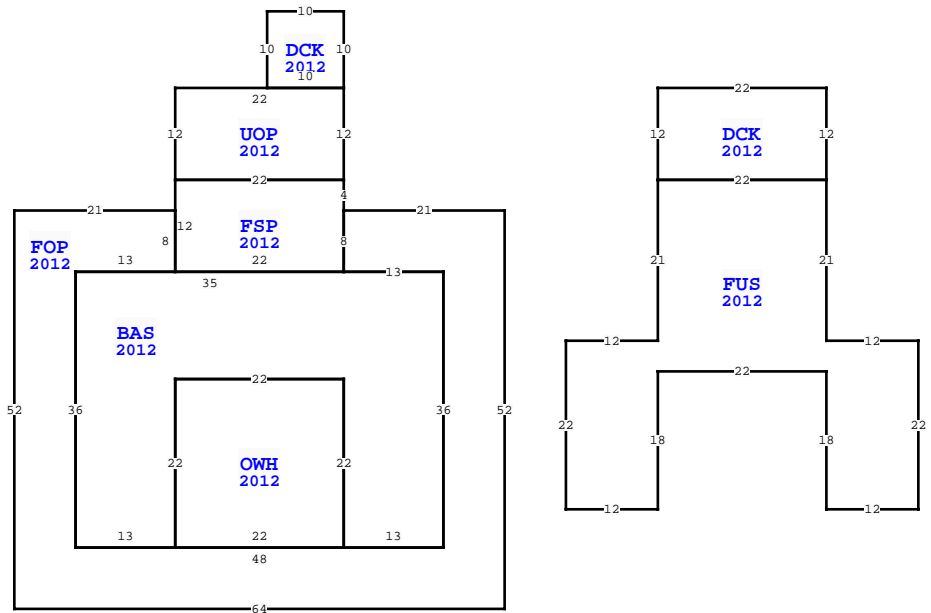 10
10 DCK 10
2012
10
22 22
12 UOP 12 12 DCK 12
2012 2012
22 22
4
21 21
12 FSP
8 2012 8
FOP
2012
13 22 13 21 FUS 21
35 2012
BAS
2012
12 12
22 22
36 52 36 52
22 22
18 18
22 OWH 22
2012
12 12
13 22 13
48
64